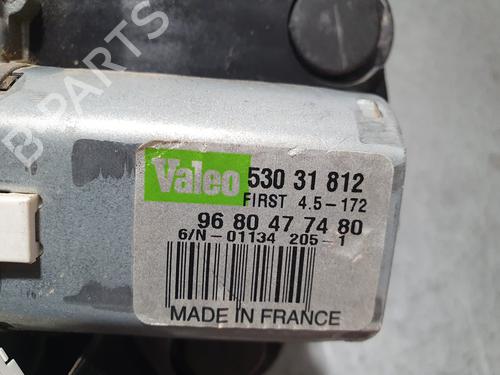 Valeo 530 31 812
FIRST 4.5-172
96 80 47 74 80
6/N-01134 205-1
MADE IN FRANCE
B PARTS